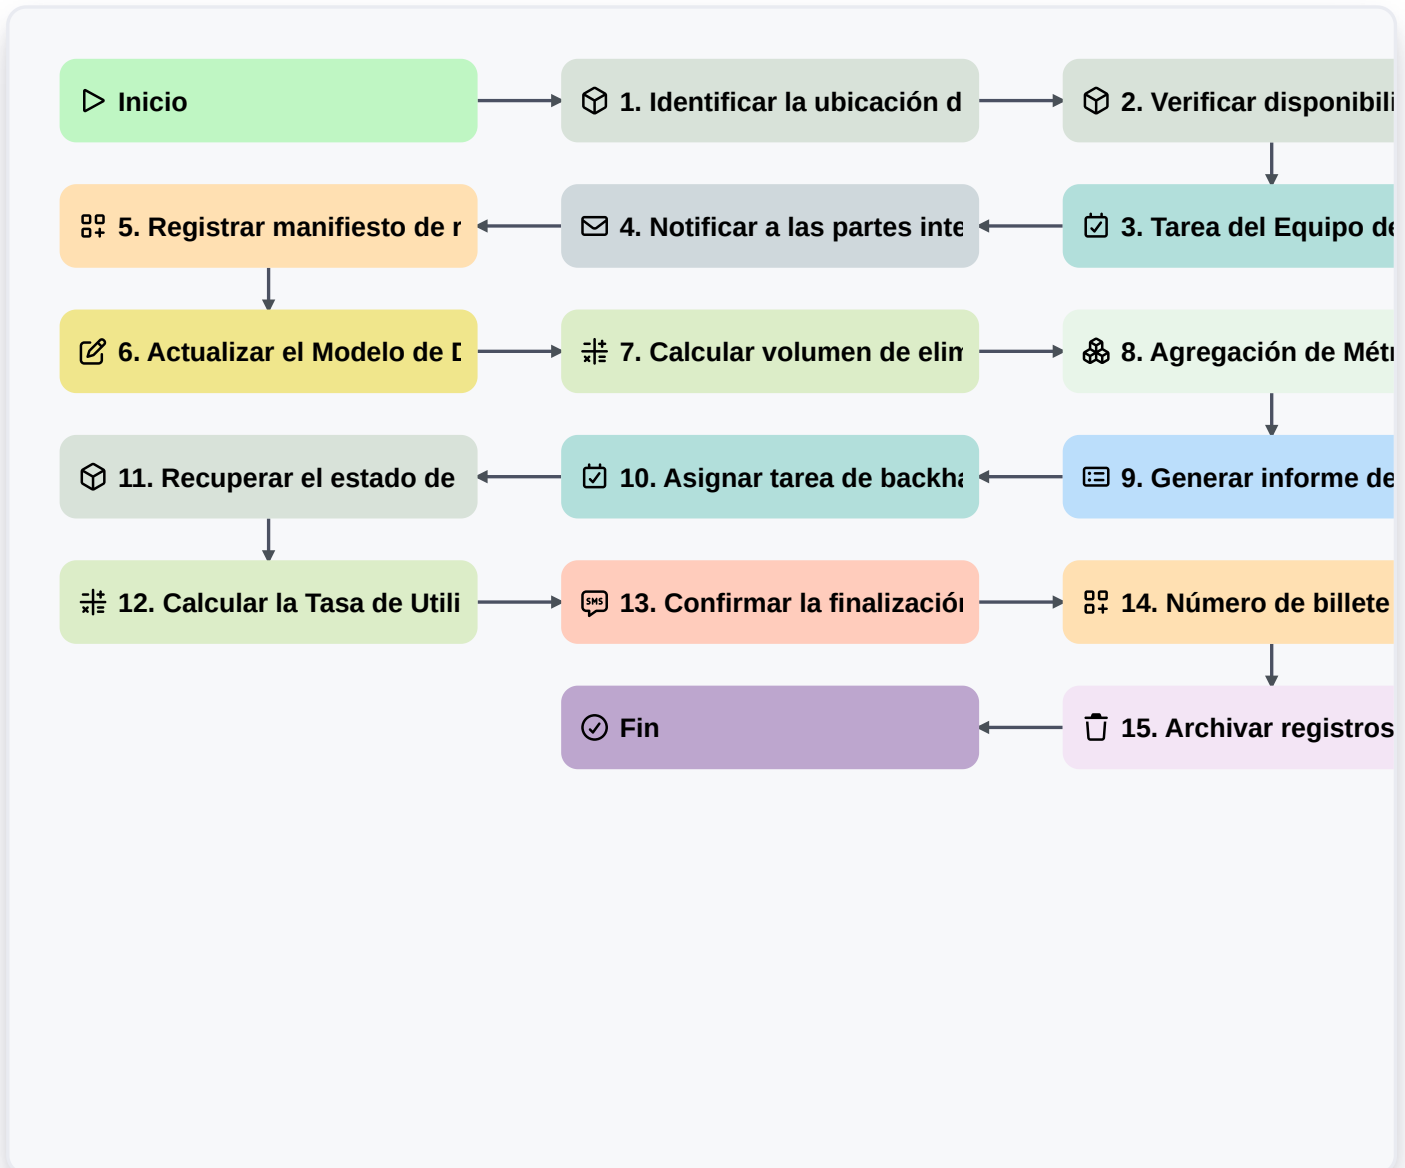 Inicio
1. Identificar la ubicación d
2. Verificar disponibili
5. Registrar manifiesto de
4. Notificar a las partes inte
3. Tarea del Equipo de
6. Actualizar el Modelo de
7. Calcular volumen de elim
8. Agregación de Métr
11. Recuperar el estado de
10. Asignar tarea de backha
9. Generar informe de
12. Calcular la Tasa de Utili
SMS
13. Confirmar la finalización
14. Número de billete
Fin
15. Archivar registros